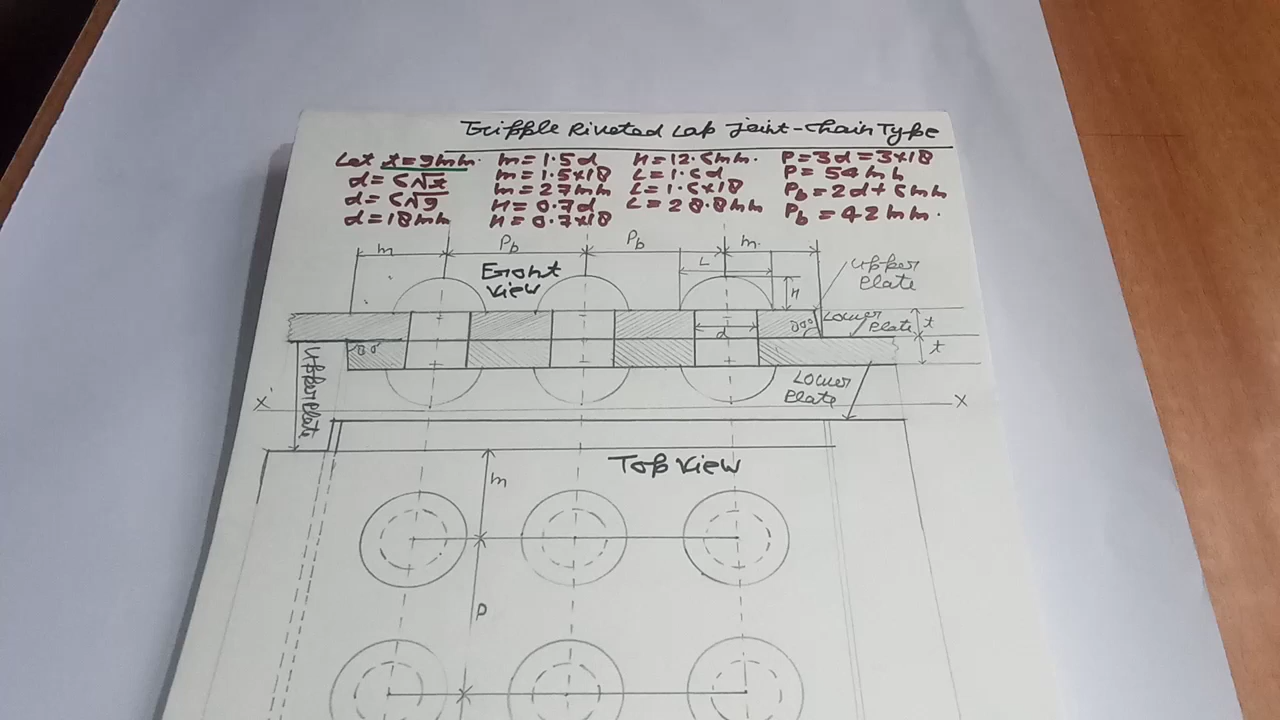 Tripple Riveted Lap Joint-Chain Type
Let t=9mm.
d=6√t
d=6√9
d=18mm
m=1.5d
m=1.5×18
m=27mm
H=0.7d
H=0.7×18
H=12.6mm.
L=1.6d
L=1.6×18
L=28.8mm
P=3d=3×18
P=54mm
Pb=2d+6mm
Pb=42mm.
m Pb Pb m.
L
Front
View
H
Upper
Plate
Lower
Plate
t
d
80°
80°
t
Upper Plate
Lower
Plate
X X
Top View
m
P